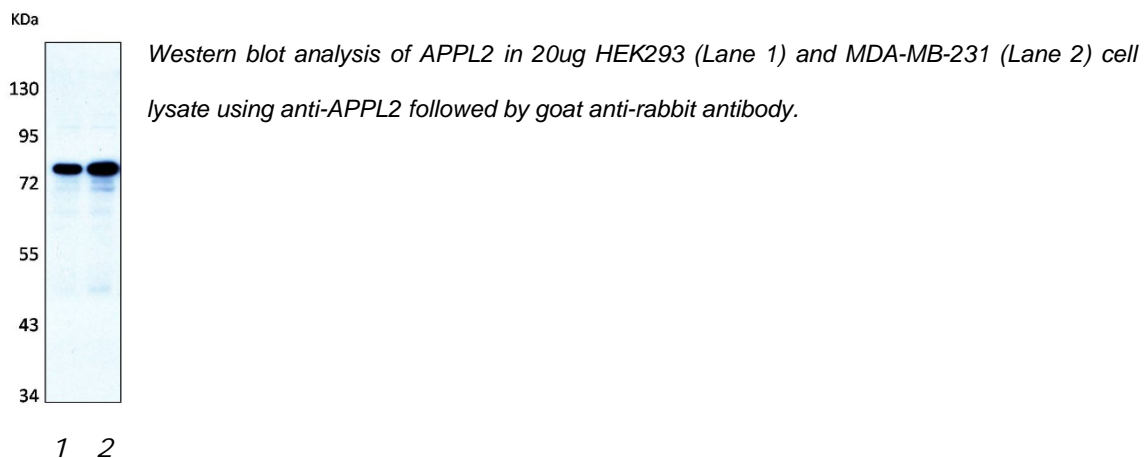 KDa
Western blot analysis of APPL2 in 20ug HEK293 (Lane 1) and MDA-MB-231 (Lane 2) cell
lysate using anti-APPL2 followed by goat anti-rabbit antibody.
130
95
72
55
43
34
1 2